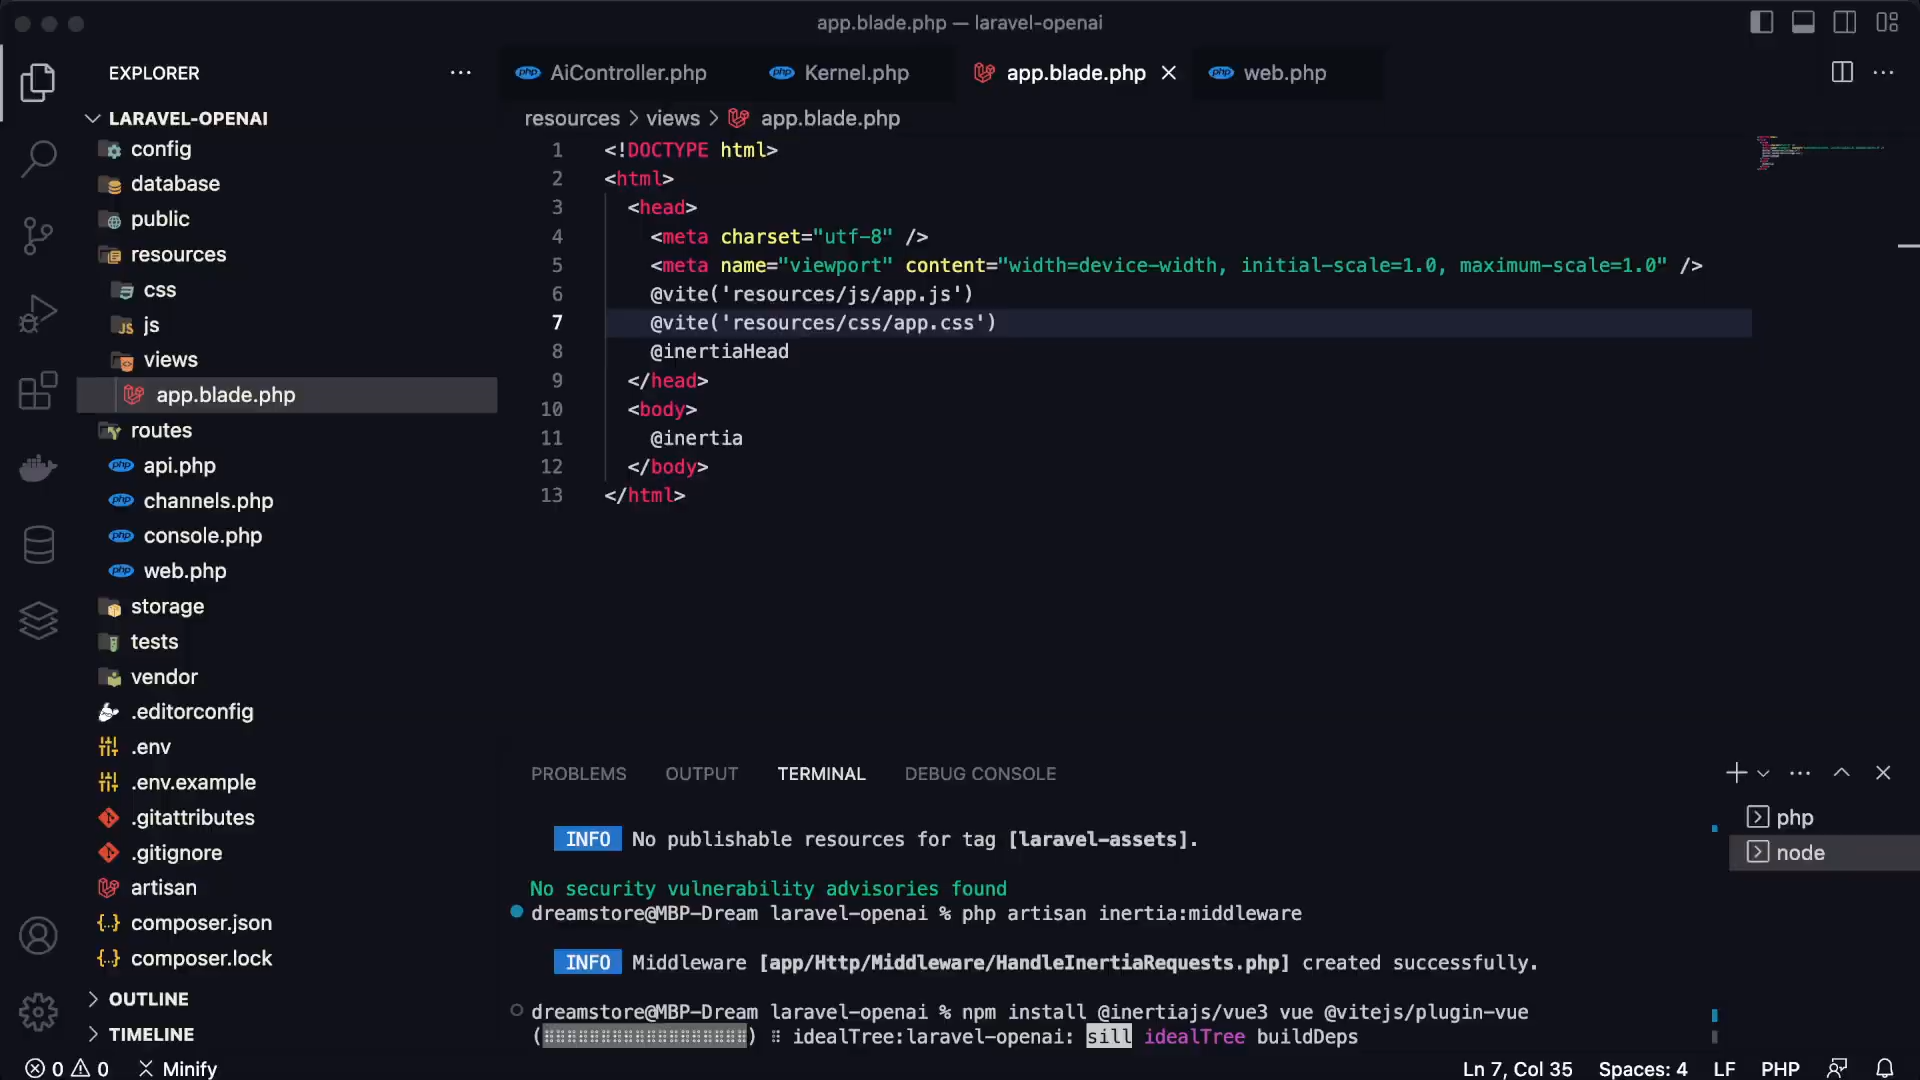 app.blade.php — laravel-openai
EXPLORER
AiController.php
Kernel.php
app.blade.php
web.php
LARAVEL-OPENAI
resources > views > app.blade.php
config
database
public
resources
css
js
views
app.blade.php
routes
api.php
channels.php
console.php
web.php
storage
tests
vendor
.editorconfig
.env
.env.example
.gitattributes
.gitignore
artisan
composer.json
composer.lock
OUTLINE
TIMELINE
1 <!DOCTYPE html>
2 <html>
3 <head>
4 <meta charset="utf-8" />
5 <meta name="viewport" content="width=device-width, initial-scale=1.0, maximum-scale=1.0" />
6 @vite('resources/js/app.js')
7 @vite('resources/css/app.css')
8 @inertiaHead
9 </head>
10 <body>
11 @inertia
12 </body>
13 </html>
PROBLEMS OUTPUT TERMINAL DEBUG CONSOLE
INFO No publishable resources for tag [laravel-assets].
No security vulnerability advisories found
dreamstore@MBP-Dream laravel-openai % php artisan inertia:middleware
INFO Middleware [app/Http/Middleware/HandleInertiaRequests.php] created successfully.
dreamstore@MBP-Dream laravel-openai % npm install @inertiajs/vue3 vue @vitejs/plugin-vue
(⠿⠿⠿⠿⠿⠿⠿⠿⠿⠿⠿⠿⠿⠿⠿⠿⠿⠿) ⠿ idealTree:laravel-openai: sill idealTree buildDeps
php
node
0 0 Minify
Ln 7, Col 35 Spaces: 4 LF PHP